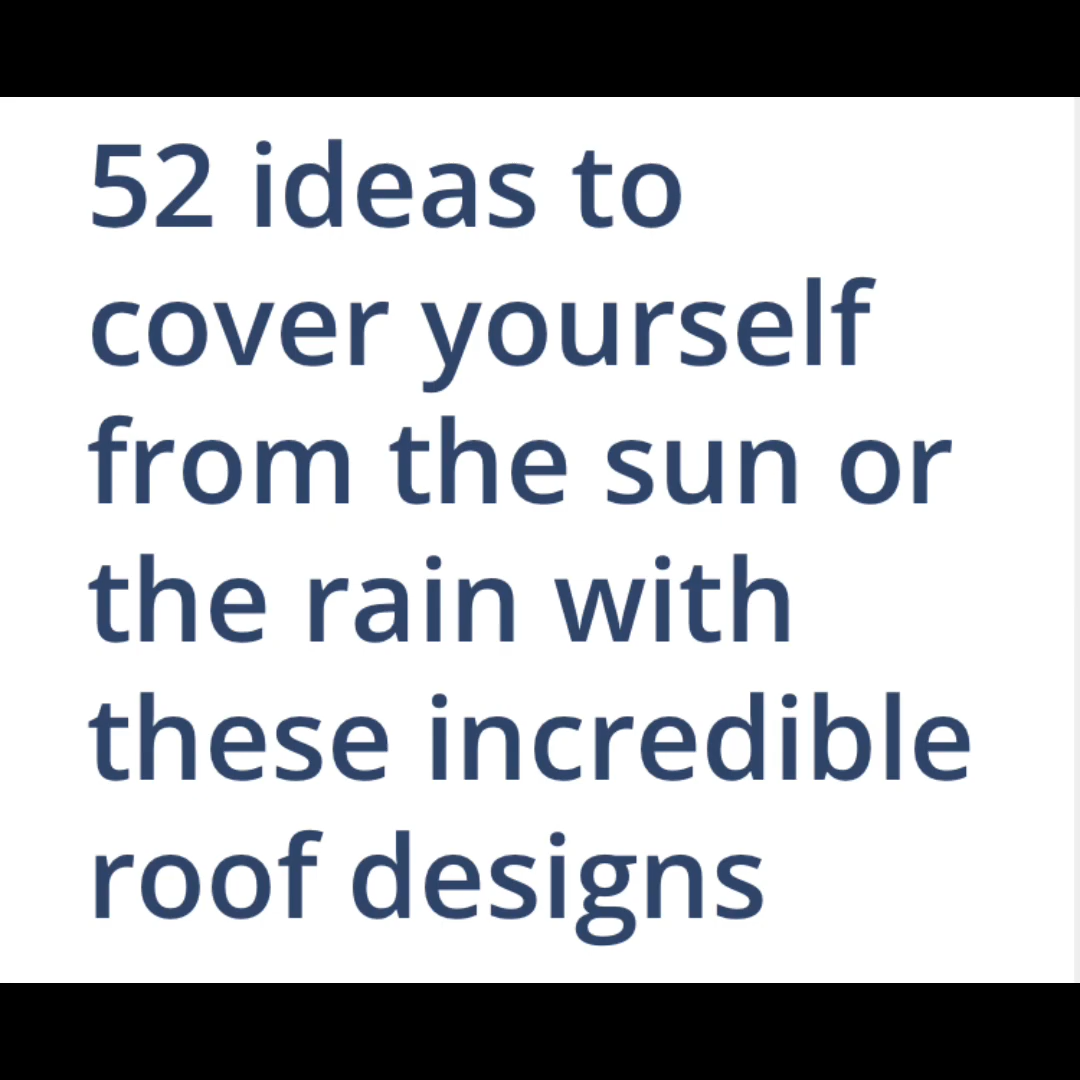 52 ideas to
cover yourself
from the sun or
the rain with
these incredible
roof designs